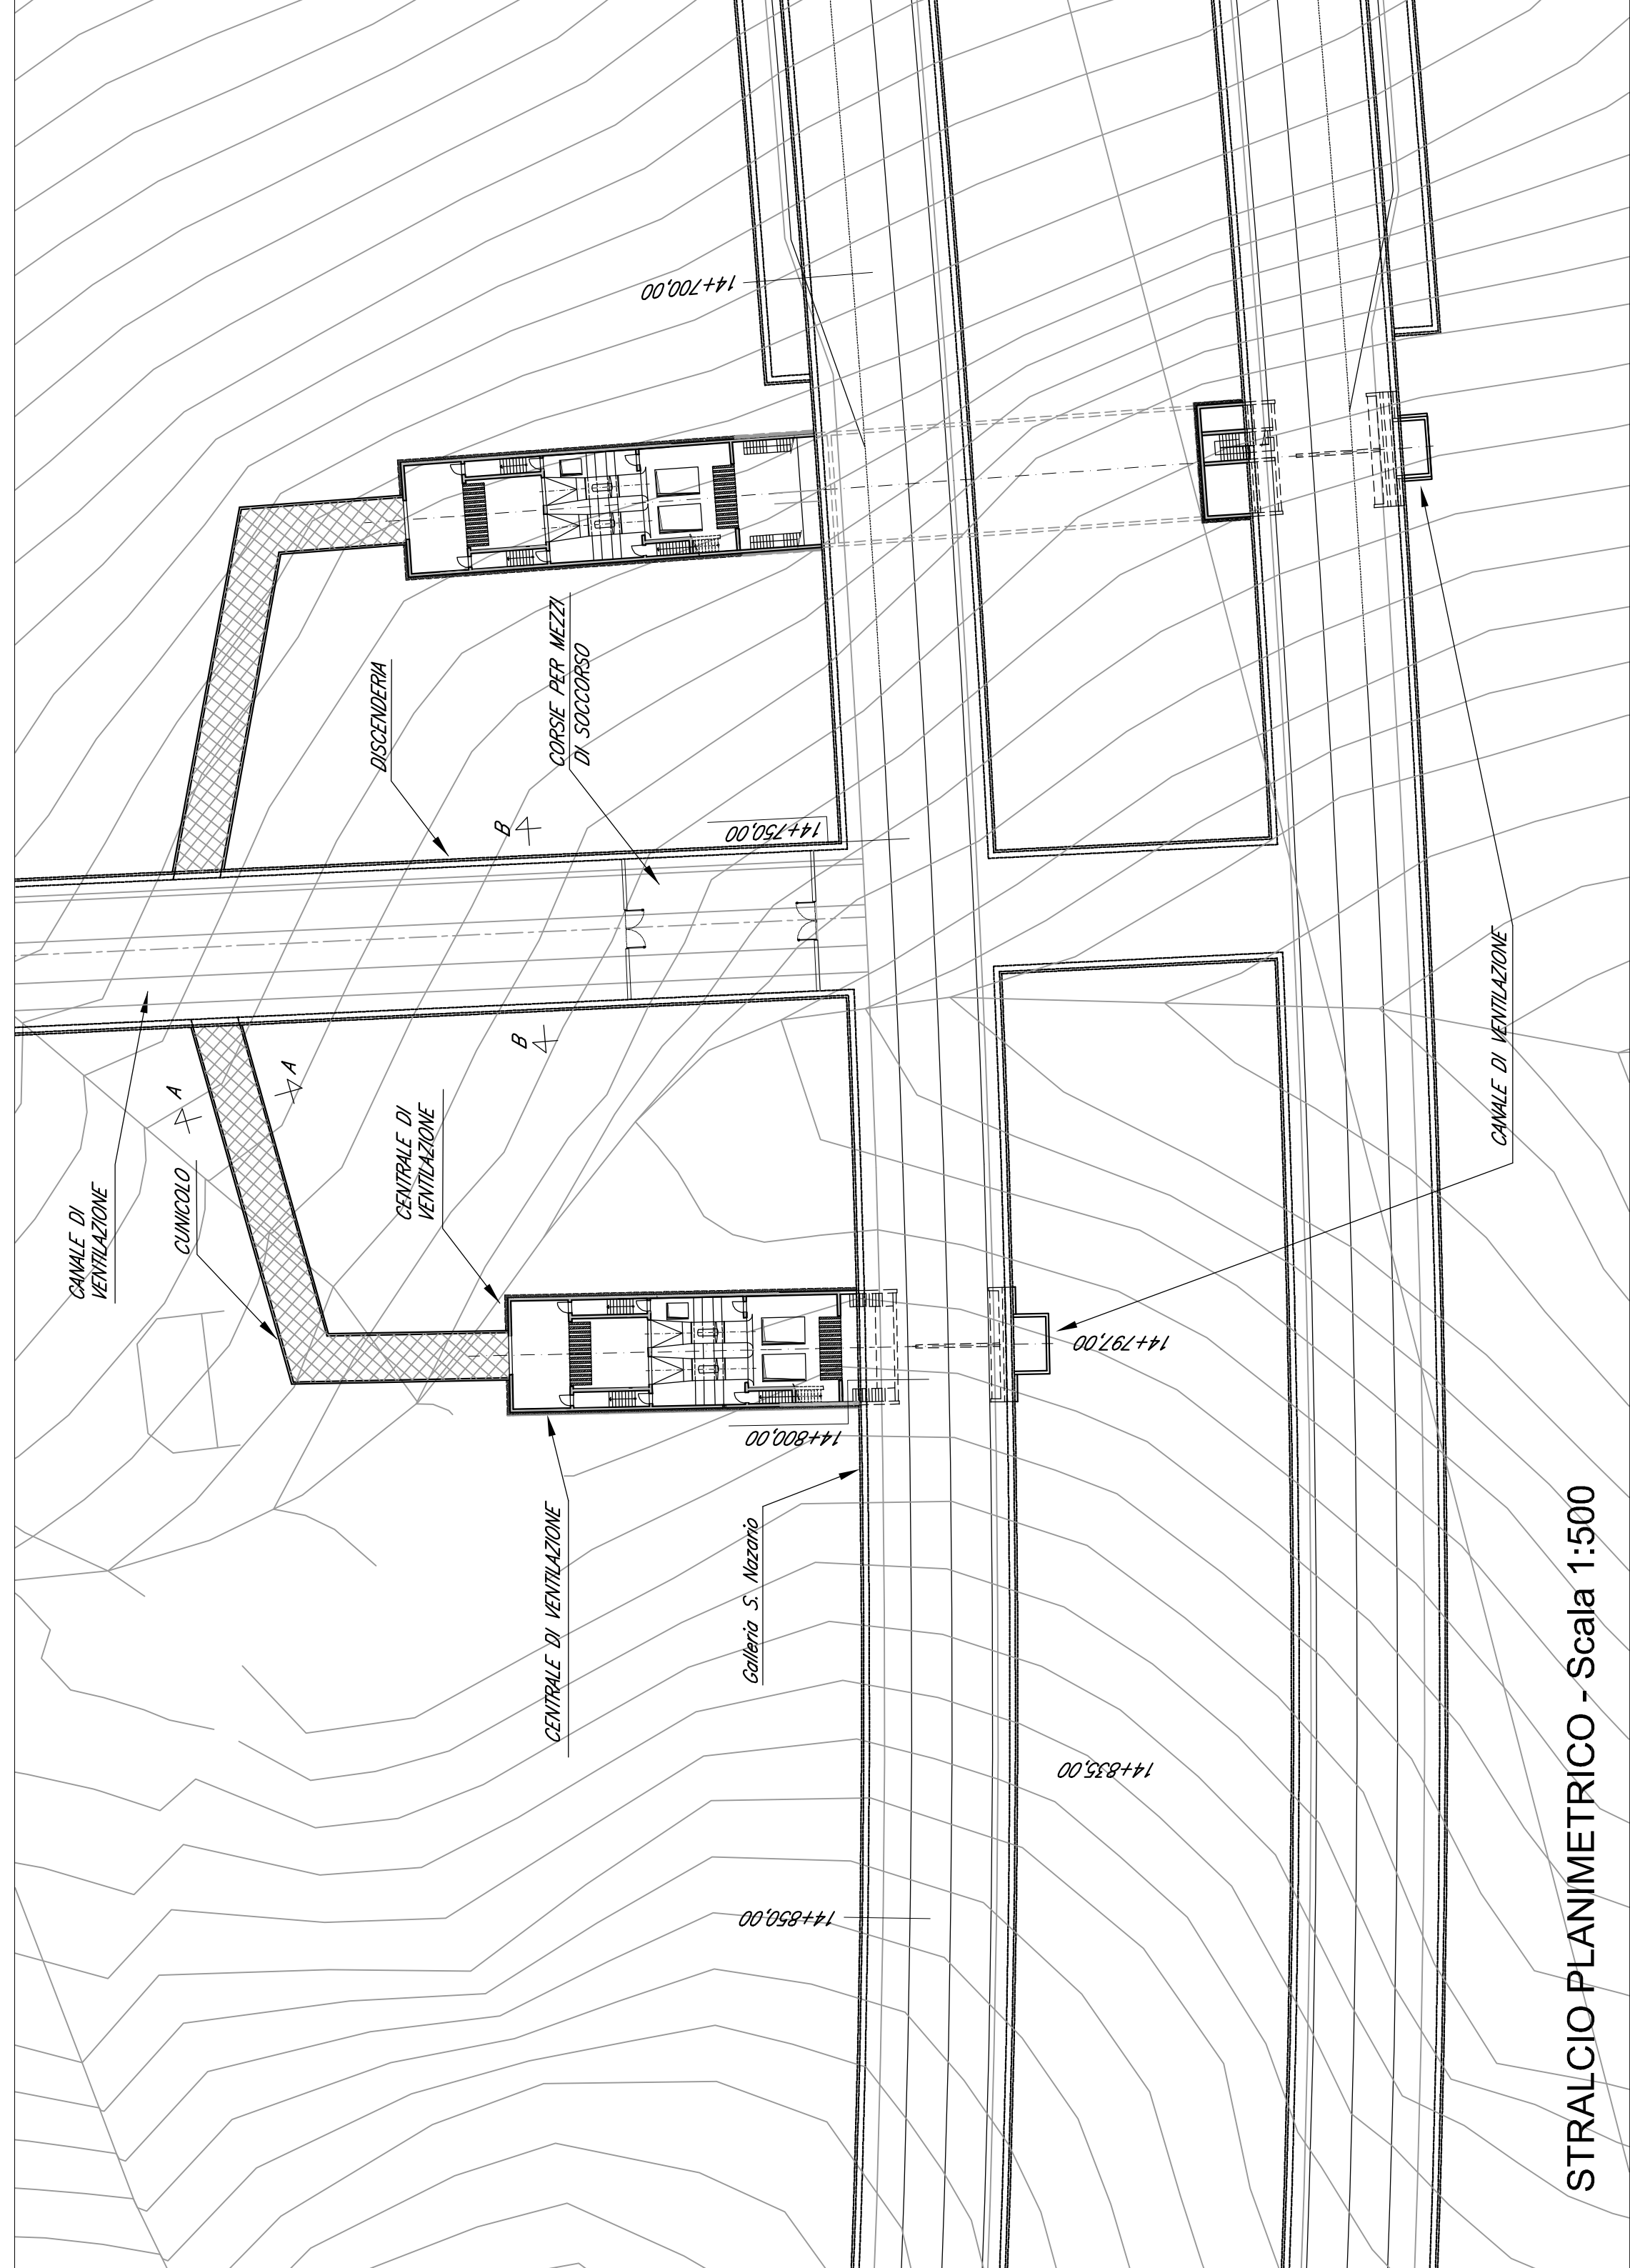 14+700,00
DISCENDERIA
CORSIE PER MEZZI
DI SOCCORSO
B
14+750,00
B
A
A
CANALE DI
VENTILAZIONE
CUNICOLO
CENTRALE DI
VENTILAZIONE
CANALE DI VENTILAZIONE
14+797,00
14+800,00
CENTRALE DI VENTILAZIONE
Galleria S. Nazario
14+835,00
14+850,00
STRALCIO PLANIMETRICO - Scala 1:500